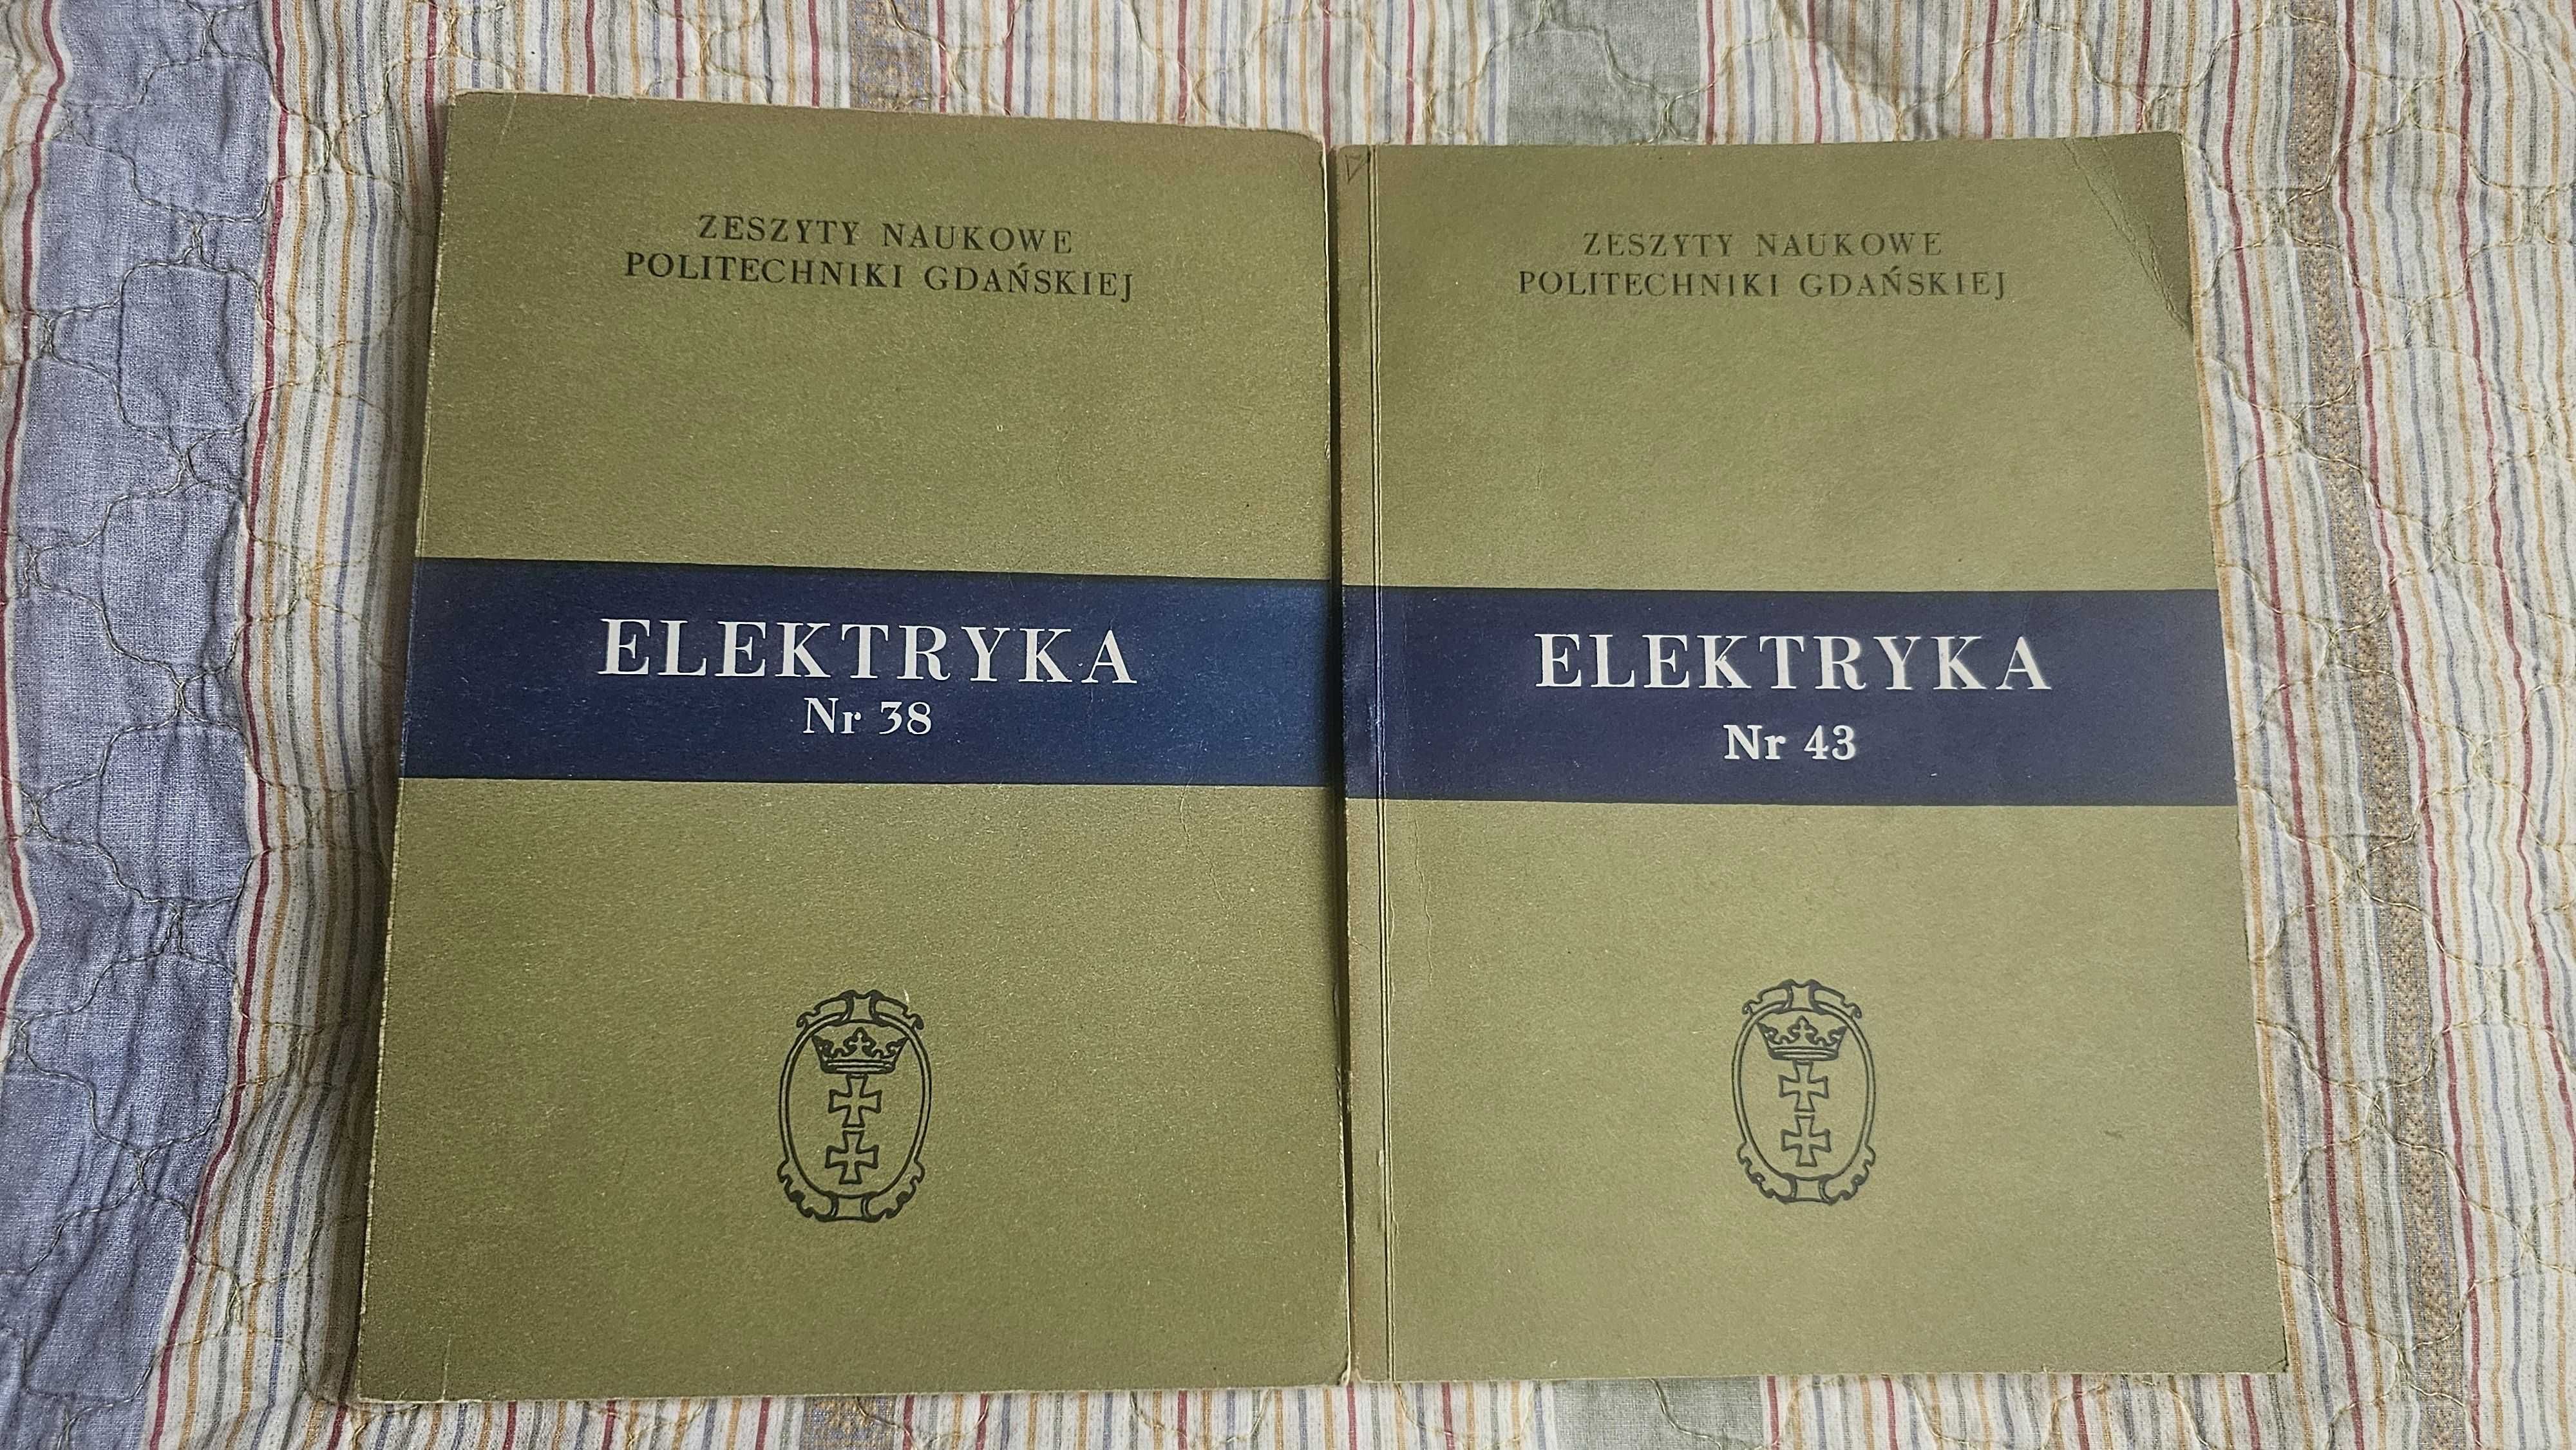 ZESZYTY NAUKOWE
POLITECHNIKI GDAŃSKIEJ
ELEKTRYKA
Nr 38
ZESZYTY NAUKOWE
POLITECHNIKI GDAŃSKIEJ
ELEKTRYKA
Nr 43